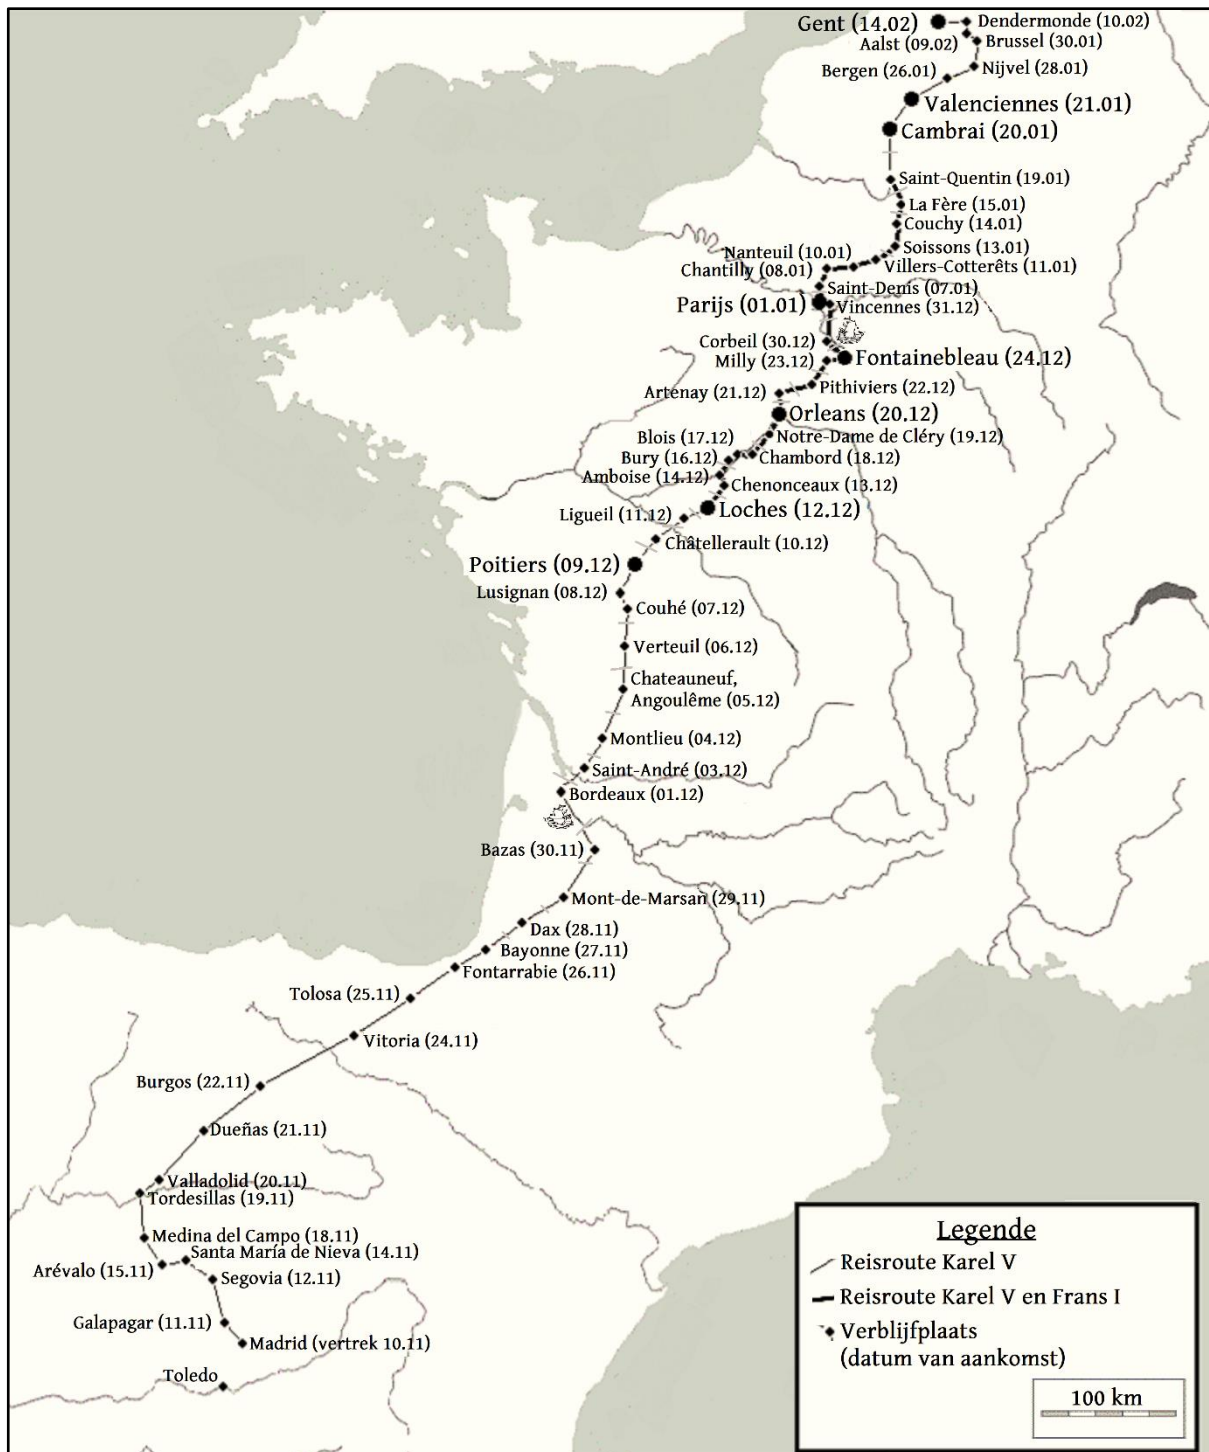 Gent (14.02)
Dendermonde (10.02)
Aalst (09.02)
Brussel (30.01)
Nijvel (28.01)
Bergen (26.01)
Valenciennes (21.01)
Cambrai (20.01)
Saint-Quentin (19.01)
La Fère (15.01)
Couchy (14.01)
Soissons (13.01)
Nanteuil (10.01)
Villers-Cotterêts (11.01)
Chantilly (08.01)
Saint-Denis (07.01)
Parijs (01.01)
Vincennes (31.12)
Corbeil (30.12)
Fontainebleau (24.12)
Milly (23.12)
Pithiviers (22.12)
Artenay (21.12)
Orleans (20.12)
Notre-Dame de Cléry (19.12)
Blois (17.12)
Chambord (18.12)
Bury (16.12)
Amboise (14.12)
Chenonceaux (13.12)
Loches (12.12)
Ligueil (11.12)
Châtellerault (10.12)
Poitiers (09.12)
Lusignan (08.12)
Couhé (07.12)
Verteuil (06.12)
Chateauneuf,
Angoulême (05.12)
Montlieu (04.12)
Saint-André (03.12)
Bordeaux (01.12)
Bazas (30.11)
Mont-de-Marsan (29.11)
Dax (28.11)
Bayonne (27.11)
Fontarrabie (26.11)
Tolosa (25.11)
Vitoria (24.11)
Burgos (22.11)
Dueñas (21.11)
Valladolid (20.11)
Tordesillas (19.11)
Medina del Campo (18.11)
Santa María de Nieva (14.11)
Arévalo (15.11)
Segovia (12.11)
Galapagar (11.11)
Madrid (vertrek 10.11)
Toledo
Legende
Reisroute Karel V
Reisroute Karel V en Frans I
Verblijfplaats
(datum van aankomst)
100 km